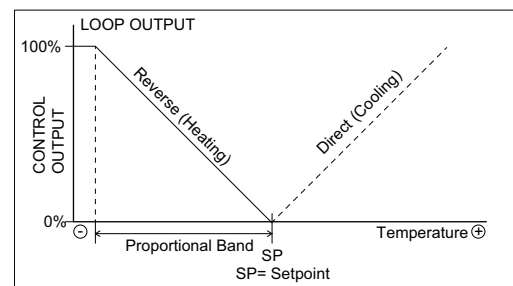 LOOP OUTPUT
100%
CONTROL
OUTPUT
Reverse (Heating)
Direct (Cooling)
0%
⊖
Temperature ⊕
Proportional Band
SP
SP= Setpoint